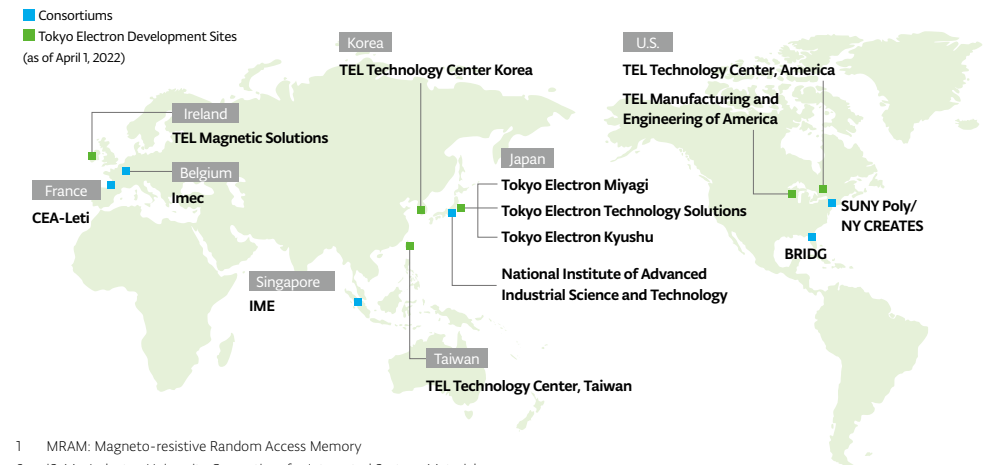 Consortiums
Tokyo Electron Development Sites
(as of April 1, 2022)
Korea
TEL Technology Center Korea
U.S.
TEL Technology Center, America
TEL Manufacturing and
Engineering of America
Ireland
TEL Magnetic Solutions
Belgium
Imec
France
CEA-Leti
Japan
Tokyo Electron Miyagi
Tokyo Electron Technology Solutions
Tokyo Electron Kyushu
National Institute of Advanced
Industrial Science and Technology
SUNY Poly/
NY CREATES
BRIDG
Singapore
IME
Taiwan
TEL Technology Center, Taiwan
1 MRAM: Magneto-resistive Random Access Memory